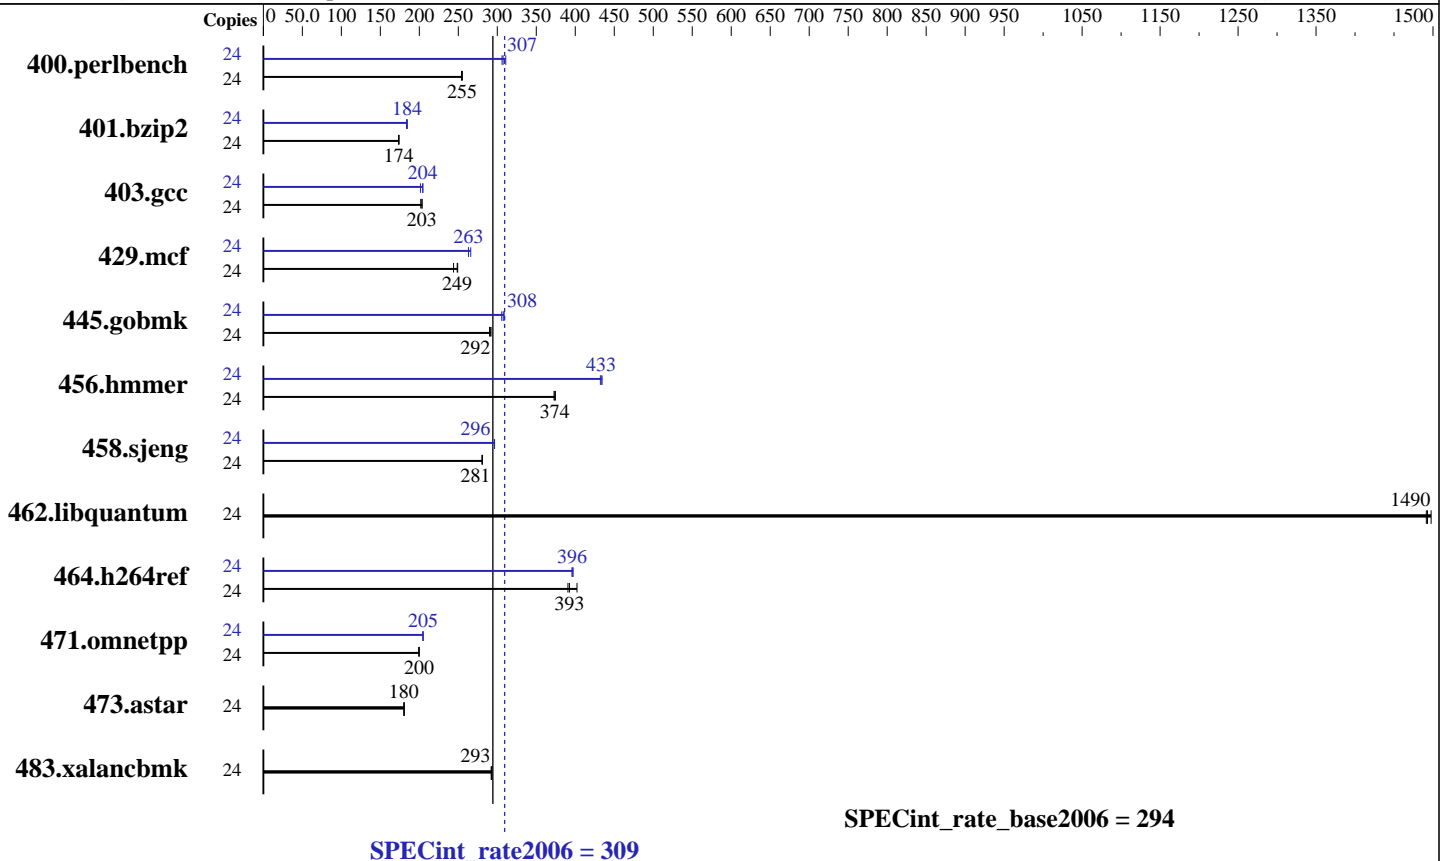 Copies 0 50.0 100 150 200 250 300 350 400 450 500 550 600 650 700 750 800 850 900 950 1050 1150 1250 1350 1500
400.perlbench 24 307
24 255
401.bzip2 24 184
24 174
403.gcc 24 204
24 203
429.mcf 24 263
24 249
445.gobmk 24 308
24 292
456.hmmer 24 433
24 374
458.sjeng 24 296
24 281
462.libquantum 24 1490
464.h264ref 24 396
24 393
471.omnetpp 24 205
24 200
473.astar 24 180
483.xalancbmk 24 293
SPECint_rate_base2006 = 294
SPECint_rate2006 = 309